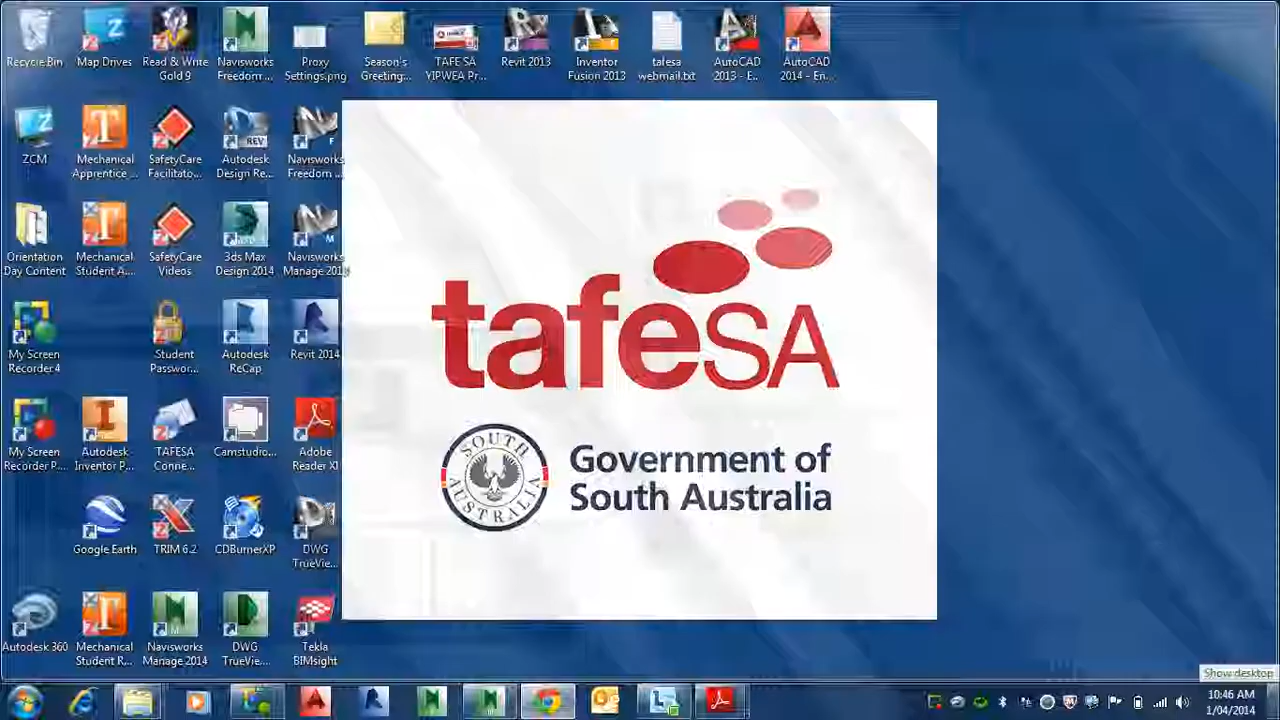 Recycle Bin
Map Drives
Read & Write
Gold 9
Navisworks
Freedom ...
Proxy
Settings.png
Season's
Greeting...
TAFE SA
YIPWEA Pr...
Revit 2013
Inventor
Fusion 2013
tafesa
webmail.txt
AutoCAD
2013 - E...
AutoCAD
2014 - En...
ZCM
Mechanical
Apprentice ...
SafetyCare
Facilitato...
Autodesk
Design Re...
Navisworks
Freedom ...
Orientation
Day Content
Mechanical
Student A...
SafetyCare
Videos
3ds Max
Design 2014
Navisworks
Manage 201
My Screen
Recorder 4
Student
Passwor...
Autodesk
ReCap
Revit 2014
My Screen
Recorder P...
Autodesk
Inventor P...
TAFESA
Conne...
Camstudio...
Adobe
Reader XI
Google Earth
TRIM 6.2
CDBurnerXP
DWG
TrueVie...
Autodesk 360
Mechanical
Student R...
Navisworks
Manage 2014
DWG
TrueVie...
Tekla
BIMsight
tafeSA
SOUTH
AUSTRALIA
Government of
South Australia
Show desktop
10:46 AM
1/04/2014